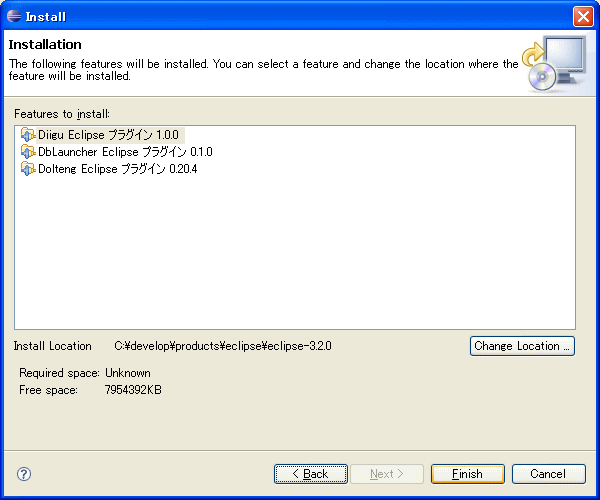 Install
Installation
The following features will be installed. You can select a feature and change the location where the
feature will be installed.
Features to install:
Diigu Eclipse プラグイン 1.0.0
DbLauncher Eclipse プラグイン 0.1.0
Dolteng Eclipse プラグイン 0.20.4
Install Location C:¥develop¥products¥eclipse¥eclipse-3.2.0 Change Location ...
Required space: Unknown
Free space: 7954392KB
? < Back Next > Finish Cancel